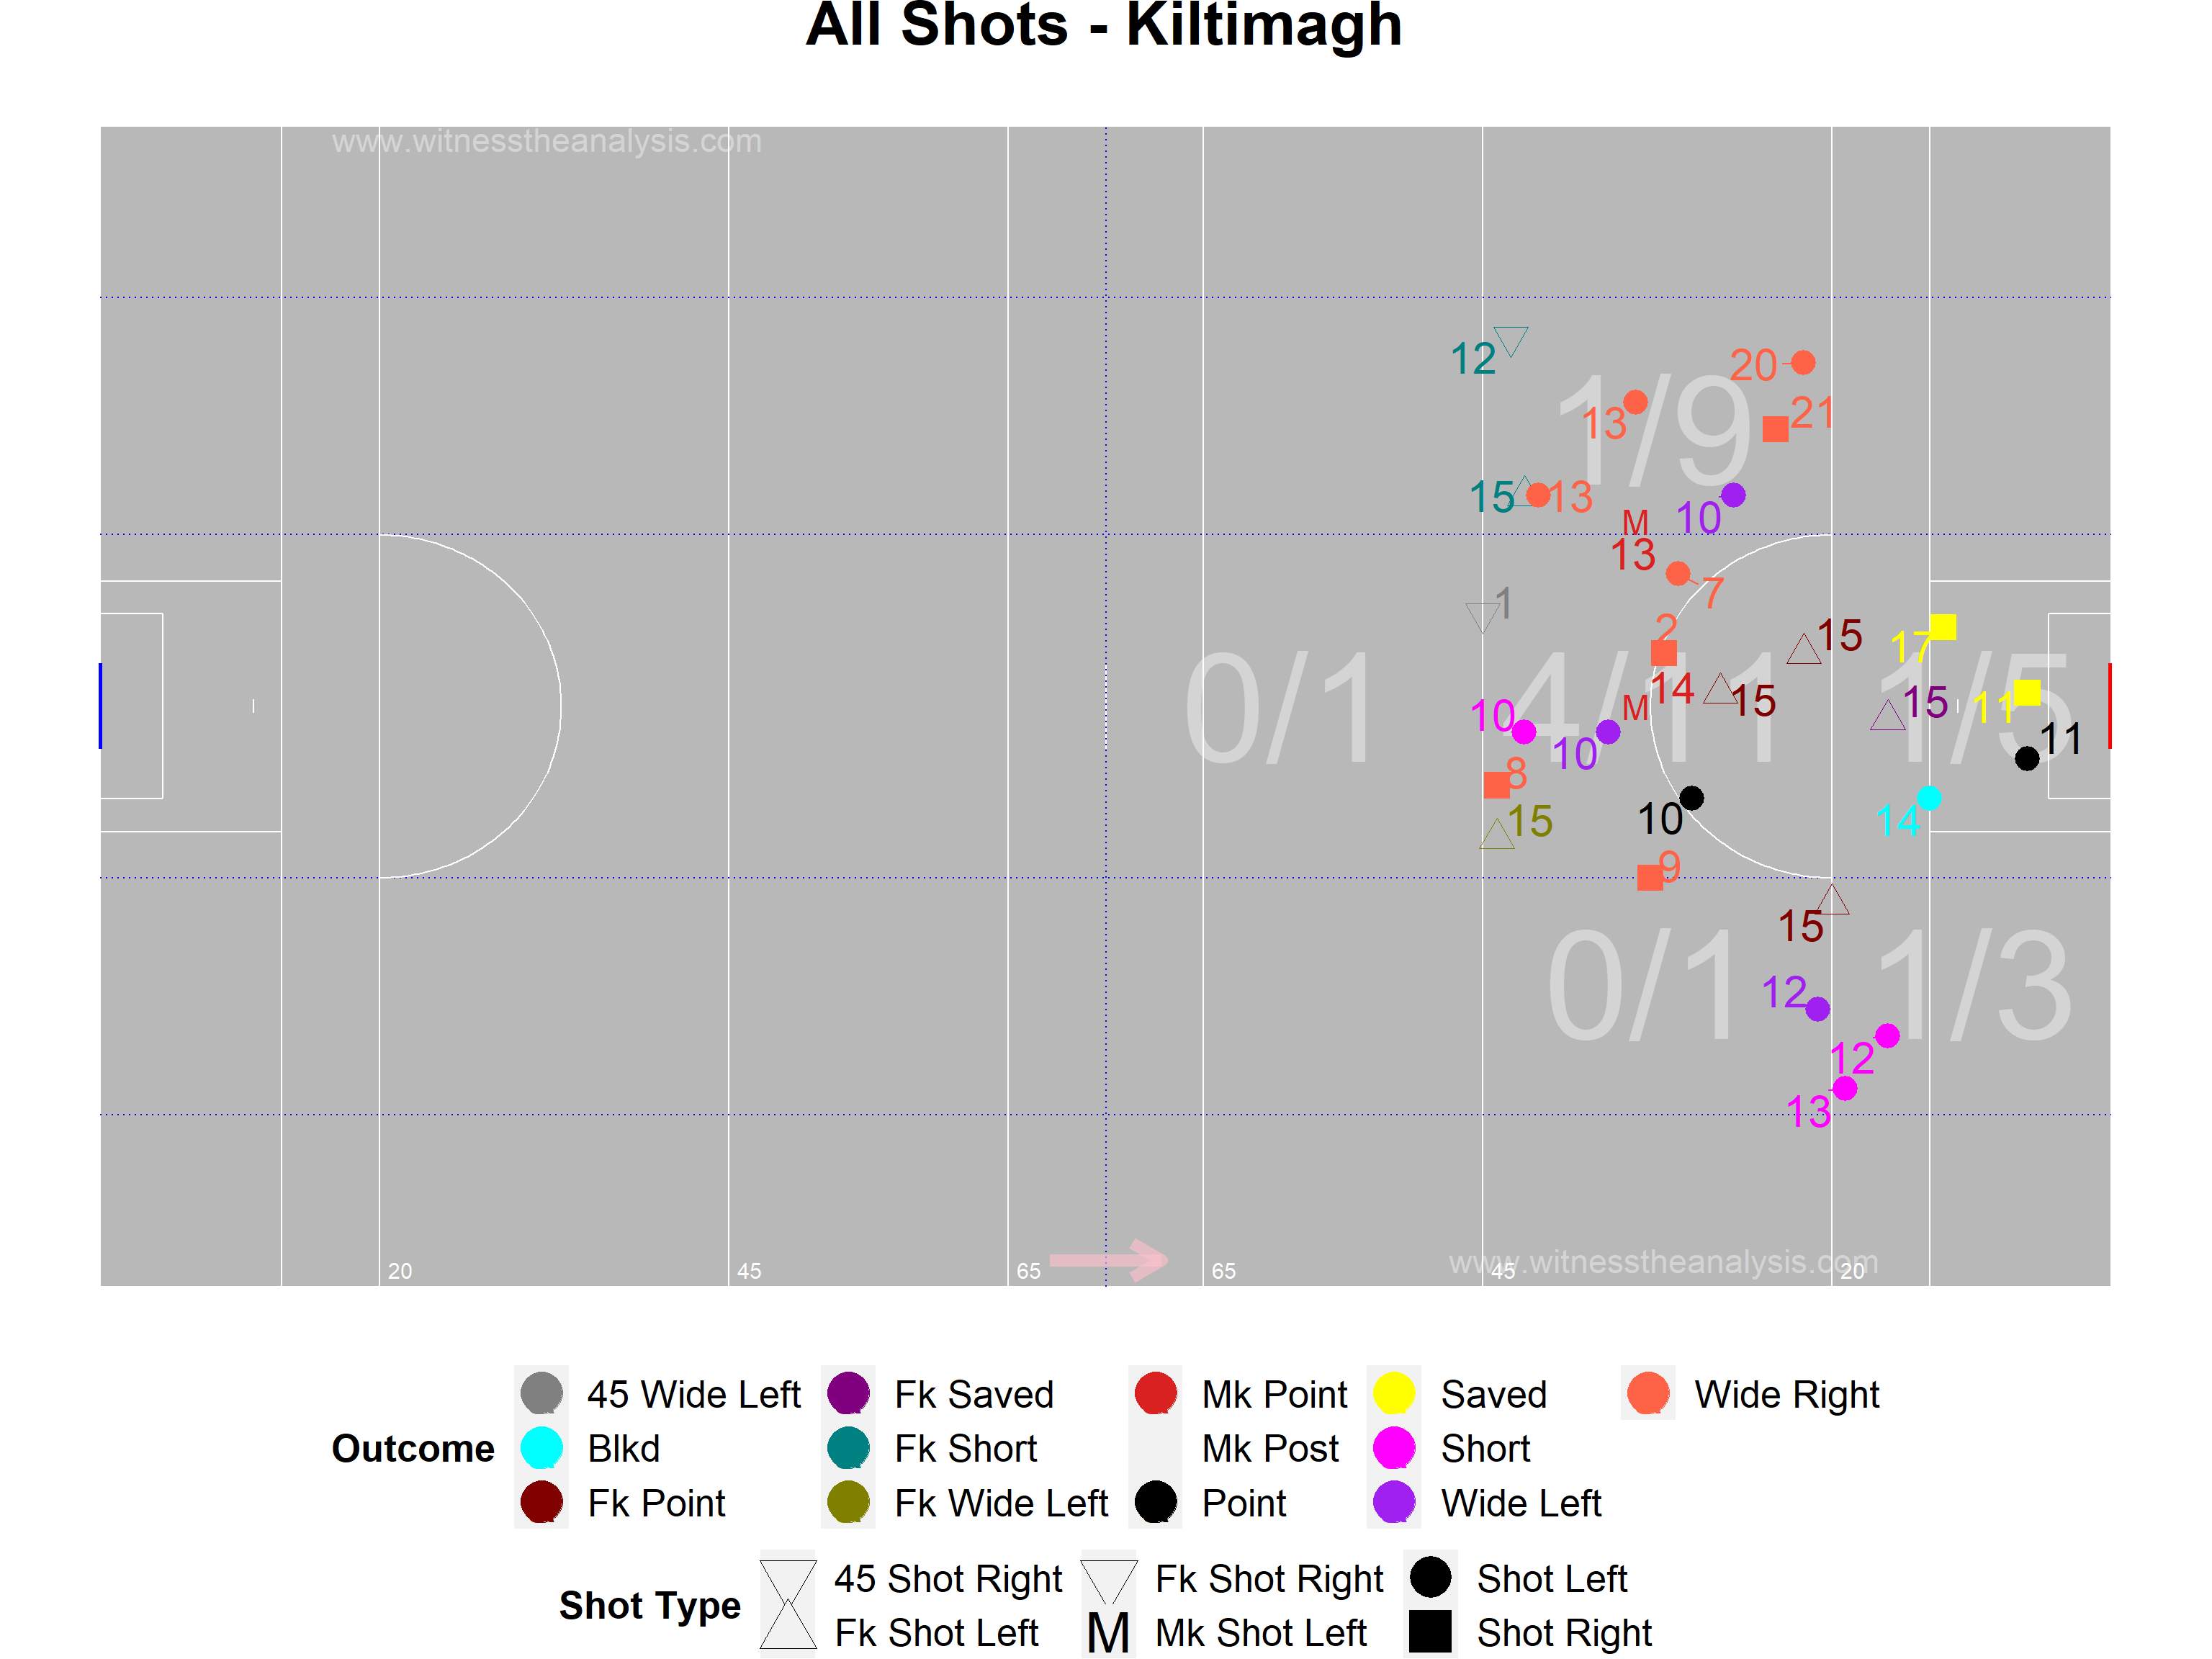 All Shots - Kiltimagh
www.witnesstheanalysis.com
12
20
1/9
13
21
15
13
10
M
13
7
1
2
15
17
0/1
4/11
1/5
14
M
15
15
11
10
10
11
8
15
10
14
9
15
0/1
1/3
12
12
13
www.witnesstheanalysis.com
20
45
65
65
45
20
45 Wide Left
Fk Saved
Mk Point
Saved
Wide Right
Outcome
Blkd
Fk Short
Mk Post
Short
Fk Point
Fk Wide Left
Point
Wide Left
Shot Type
45 Shot Right
Fk Shot Right
Shot Left
Fk Shot Left
M
Mk Shot Left
Shot Right